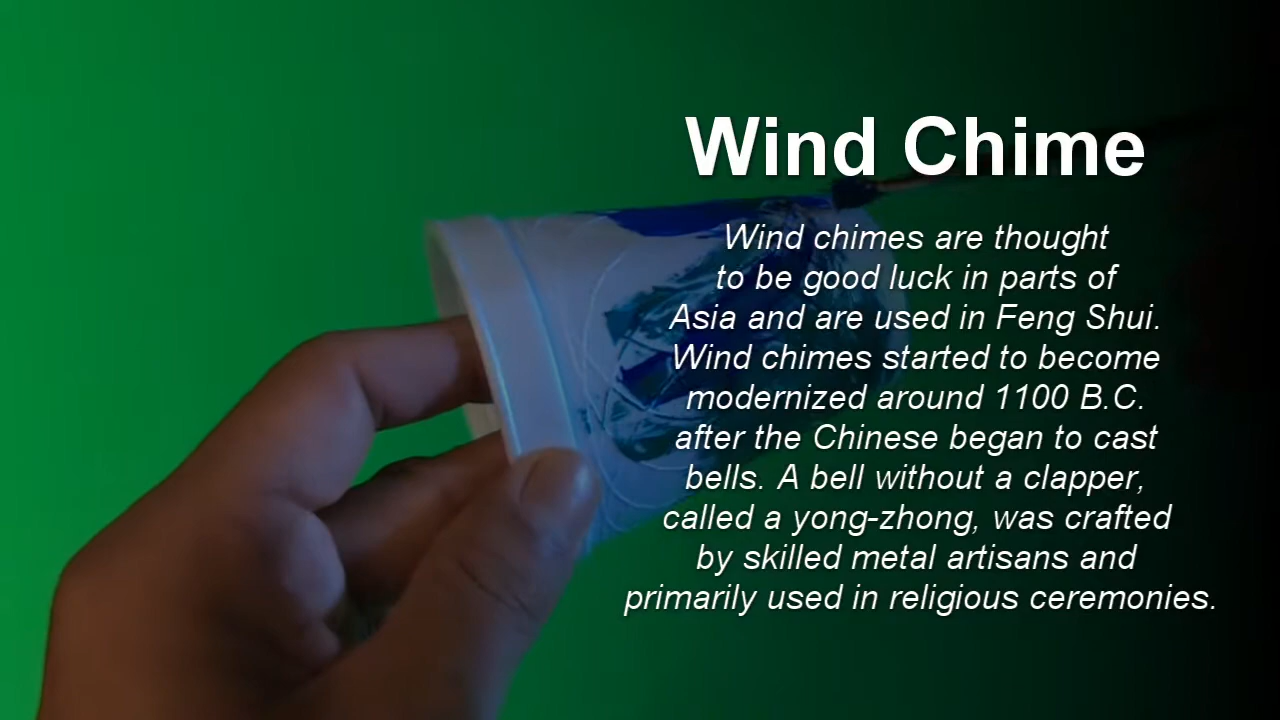 Wind Chime
Wind chimes are thought
to be good luck in parts of
Asia and are used in Feng Shui.
Wind chimes started to become
modernized around 1100 B.C.
after the Chinese began to cast
bells. A bell without a clapper,
called a yong-zhong, was crafted
by skilled metal artisans and
primarily used in religious ceremonies.